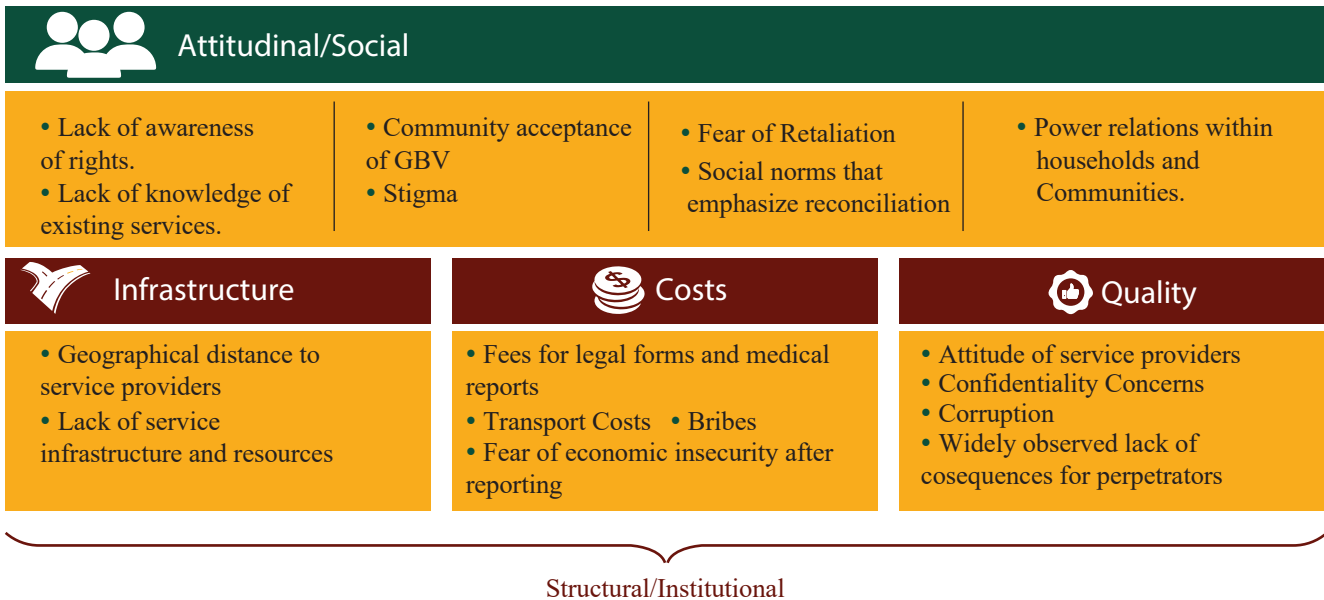 Attitudinal/Social
• Lack of awareness
of rights.
• Lack of knowledge of
existing services.
• Community acceptance
of GBV
• Stigma
• Fear of Retaliation
• Social norms that
emphasize reconciliation
• Power relations within
households and
Communities.
Infrastructure
• Geographical distance to
service providers
• Lack of service
infrastructure and resources
$ Costs
• Fees for legal forms and medical
reports
• Transport Costs • Bribes
• Fear of economic insecurity after
reporting
Quality
• Attitude of service providers
• Confidentiality Concerns
• Corruption
• Widely observed lack of
cosequences for perpetrators
Structural/Institutional